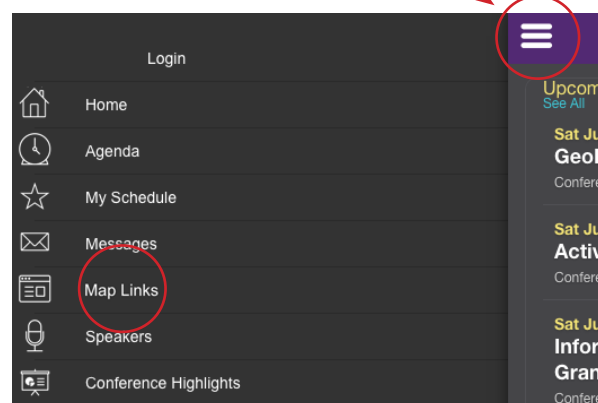 Login
Home
Agenda
My Schedule
Messages
Map Links
Speakers
Conference Highlights
See All
Sat
Sat
Sat